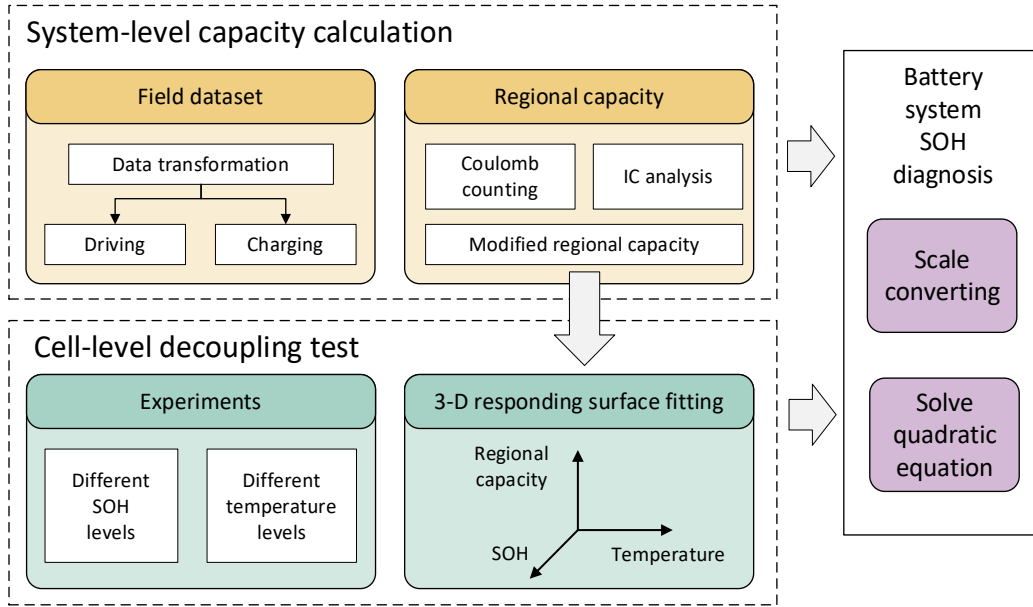 System-level capacity calculation
Field dataset
Data transformation
Driving
Charging
Regional capacity
Coulomb
counting
IC analysis
Modified regional capacity
Cell-level decoupling test
Experiments
Different
SOH
levels
Different
temperature
levels
3-D responding surface fitting
Regional
capacity
SOH
Temperature
Battery
system
SOH
diagnosis
Scale
converting
Solve
quadratic
equation